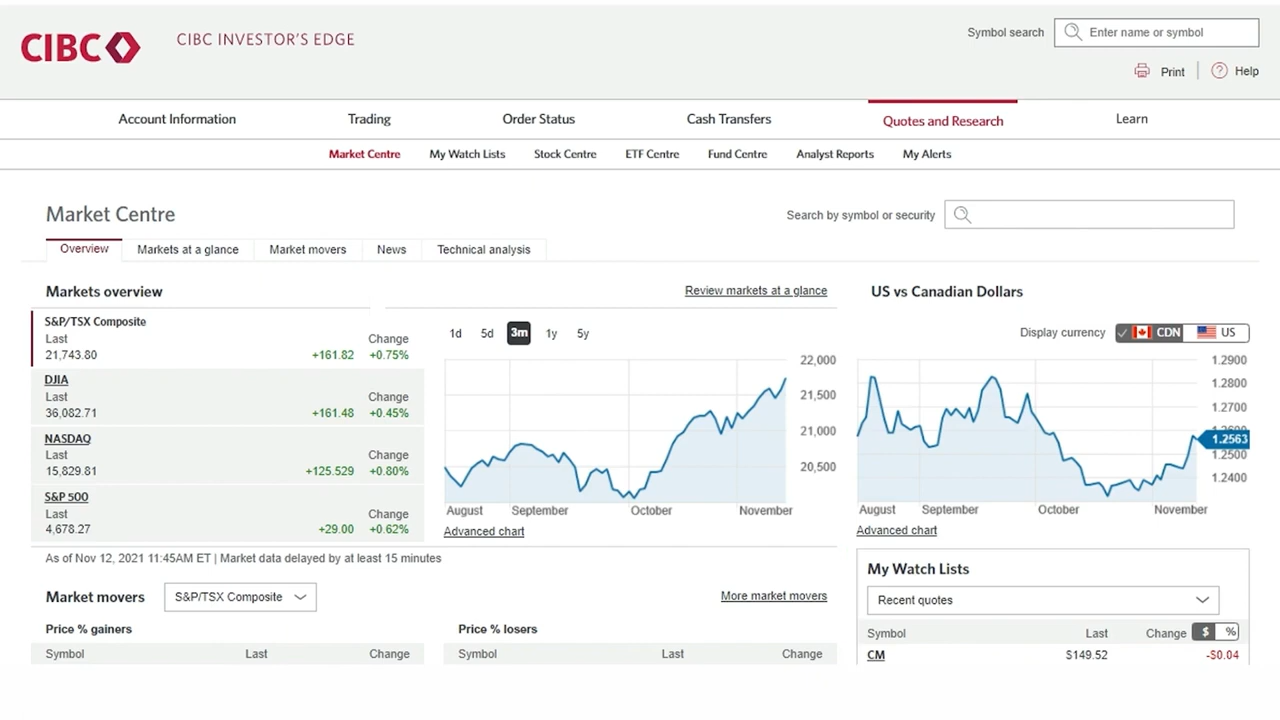 CIBC
CIBC INVESTOR'S EDGE
Symbol search
Enter name or symbol
Print
Help
Account Information
Trading
Order Status
Cash Transfers
Quotes and Research
Learn
Market Centre
My Watch Lists
Stock Centre
ETF Centre
Fund Centre
Analyst Reports
My Alerts
Market Centre
Search by symbol or security
Overview
Markets at a glance
Market movers
News
Technical analysis
Markets overview
Review markets at a glance
S&P/TSX Composite
Last Change
21,743.80 +161.82 +0.75%
DJIA
Last Change
36,082.71 +161.48 +0.45%
NASDAQ
Last Change
15,829.81 +125.529 +0.80%
S&P 500
Last Change
4,678.27 +29.00 +0.62%
1d 5d 3m 1y 5y
22,000
21,500
21,000
20,500
August September October November
Advanced chart
US vs Canadian Dollars
Display currency CDN US
1.2900
1.2800
1.2700
1.2600
1.2563
1.2500
1.2400
August September October November
Advanced chart
As of Nov 12, 2021 11:45AM ET | Market data delayed by at least 15 minutes
Market movers
S&P/TSX Composite
More market movers
Price % gainers
Symbol Last Change
Price % losers
Symbol Last Change
My Watch Lists
Recent quotes
Symbol Last Change $ %
CM $149.52 -$0.04